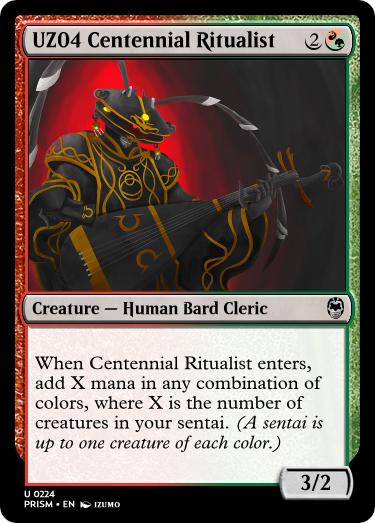 UZ04 Centennial Ritualist 2
Creature — Human Bard Cleric
When Centennial Ritualist enters,
add X mana in any combination of
colors, where X is the number of
creatures in your sentai. (A sentai is
up to one creature of each color.)
3/2
U 0224
PRISM • EN IZUMO